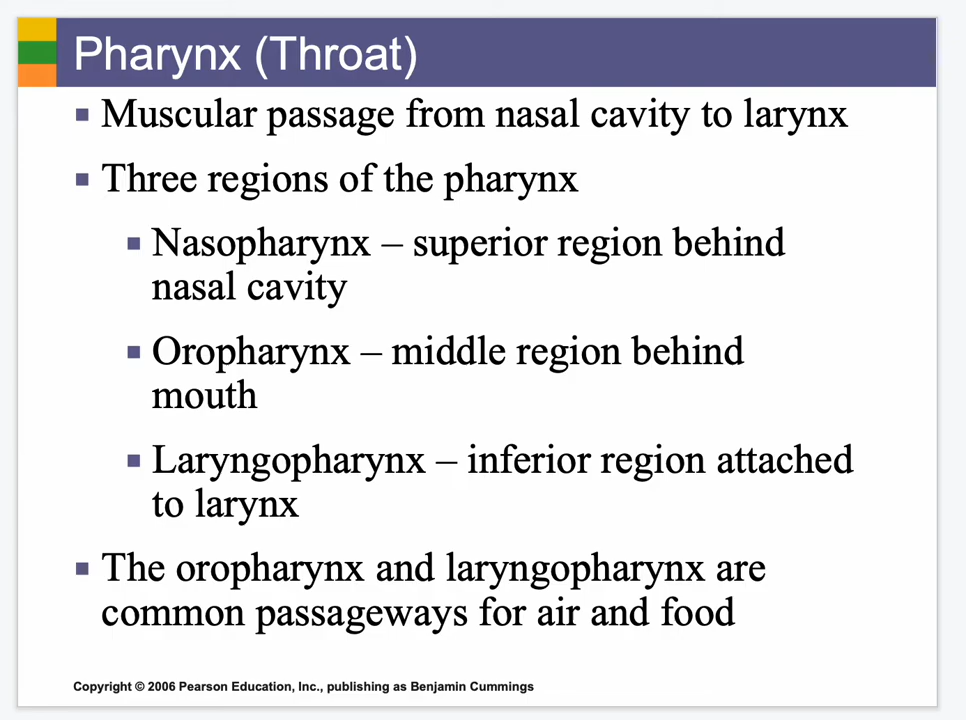 Pharynx (Throat)
Muscular passage from nasal cavity to larynx
Three regions of the pharynx
Nasopharynx – superior region behind
nasal cavity
Oropharynx – middle region behind
mouth
Laryngopharynx – inferior region attached
to larynx
The oropharynx and laryngopharynx are
common passageways for air and food
Copyright © 2006 Pearson Education, Inc., publishing as Benjamin Cummings